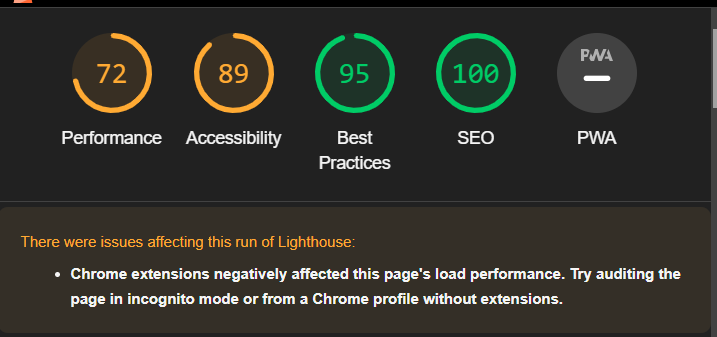 72 89 95 100 PWA
Performance Accessibility Best Practices SEO PWA
There were issues affecting this run of Lighthouse:
• Chrome extensions negatively affected this page's load performance. Try auditing the
page in incognito mode or from a Chrome profile without extensions.